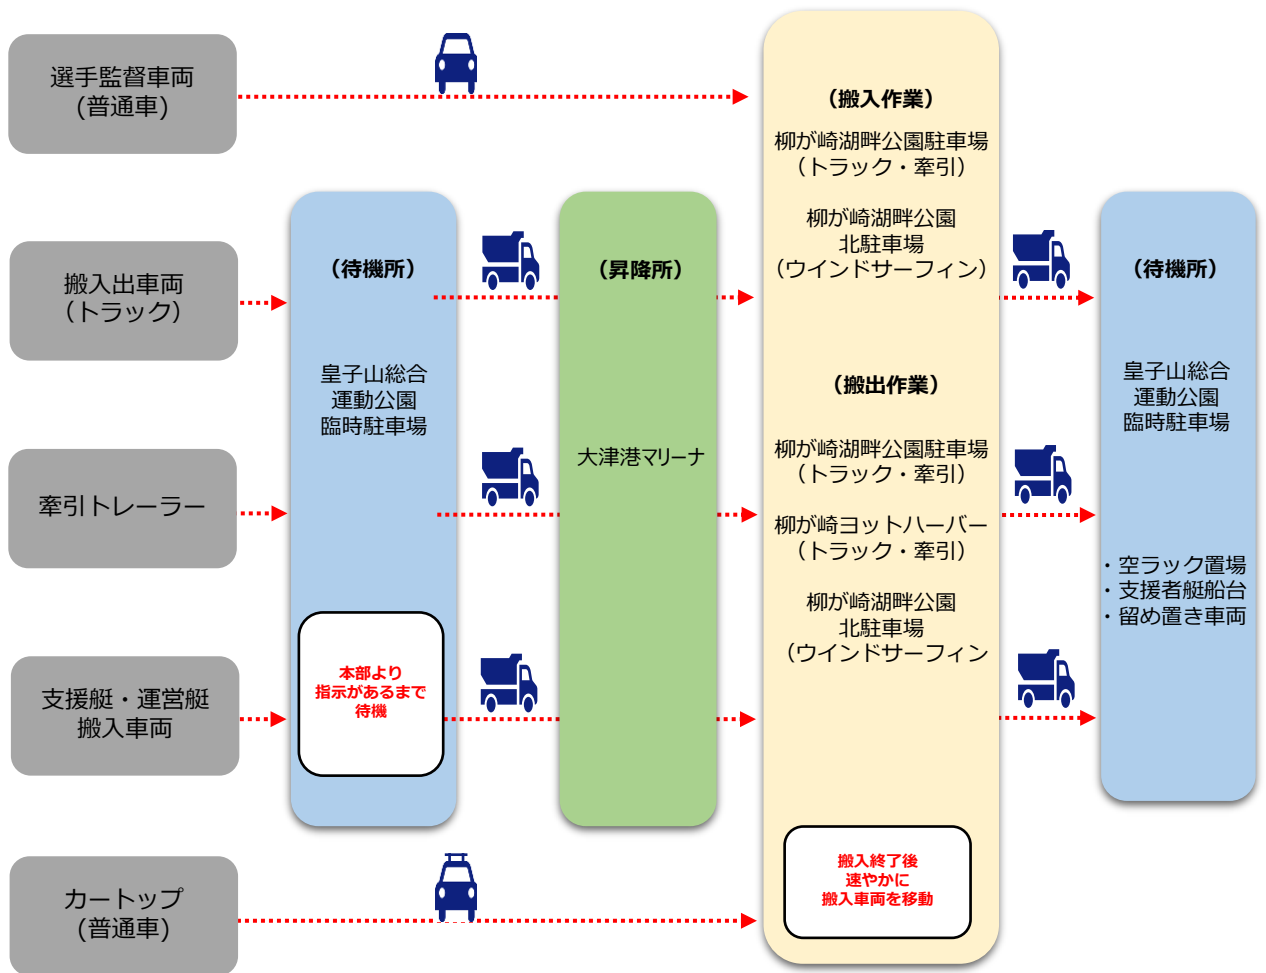 選手監督車両
(普通車)
搬入出車両
（トラック）
牽引トレーラー
支援艇・運営艇
搬入車両
カートップ
(普通車)
（待機所）
皇子山総合
運動公園
臨時駐車場
本部より
指示があるまで
待機
（昇降所）
大津港マリーナ
（搬入作業）
柳が崎湖畔公園駐車場
（トラック・牽引）
柳が崎湖畔公園
北駐車場
（ウインドサーフィン）
（搬出作業）
柳が崎湖畔公園駐車場
（トラック・牽引）
柳が崎ヨットハーバー
（トラック・牽引）
柳が崎湖畔公園
北駐車場
（ウインドサーフィン
搬入終了後
速やかに
搬入車両を移動
（待機所）
皇子山総合
運動公園
臨時駐車場
・空ラック置場
・支援者艇船台
・留め置き車両